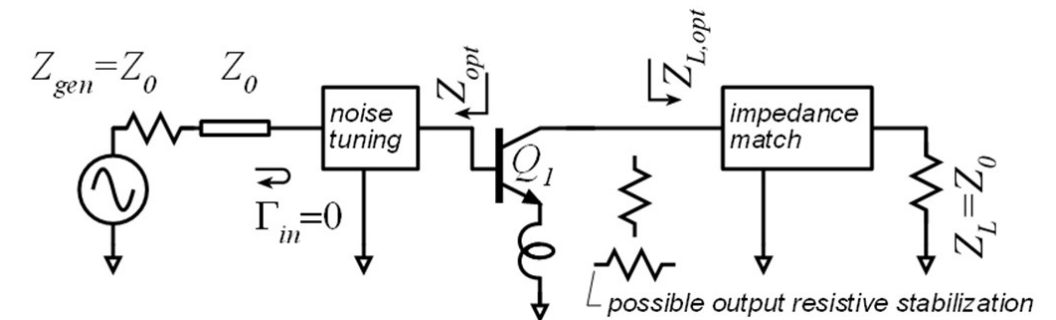 Z_gen=Z_0
Z_0
noise
tuning
Z_opt
Z_L,opt
impedance
match
Q_1
Γ_in=0
Z_L=Z_0
possible output resistive stabilization